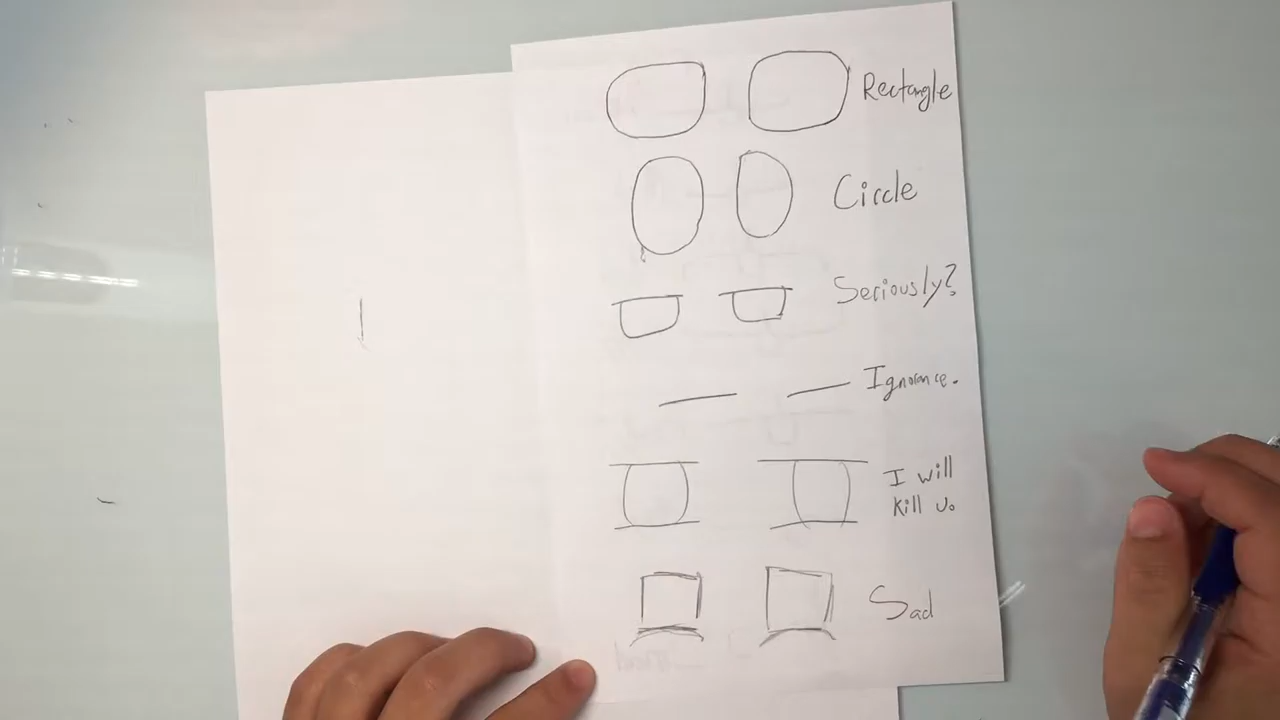 Rectangle
Circle
Seriously?
Ignorance.
I will
kill u.
Sad